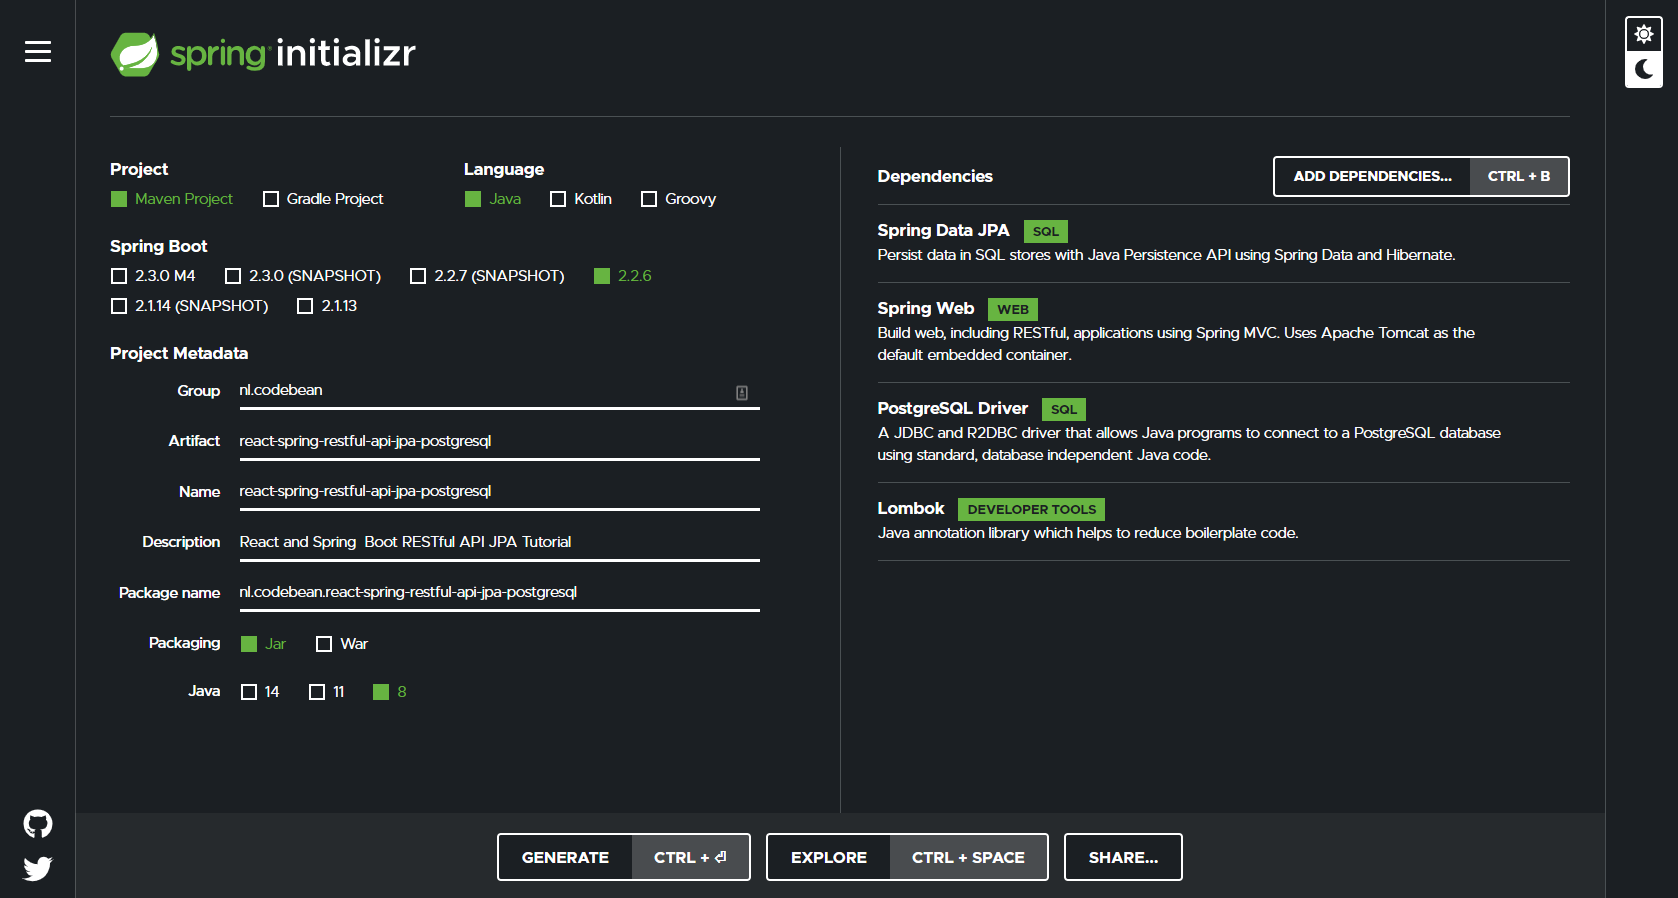 spring initializr
Project
Maven Project Gradle Project
Language
Java Kotlin Groovy
Spring Boot
2.3.0 M4 2.3.0 (SNAPSHOT) 2.2.7 (SNAPSHOT) 2.2.6
2.1.14 (SNAPSHOT) 2.1.13
Project Metadata
Group nl.codebean
Artifact react-spring-restful-api-jpa-postgresql
Name react-spring-restful-api-jpa-postgresql
Description React and Spring  Boot RESTful API JPA Tutorial
Package name nl.codebean.react-spring-restful-api-jpa-postgresql
Packaging Jar War
Java 14 11 8
Dependencies ADD DEPENDENCIES... CTRL + B
Spring Data JPA SQL
Persist data in SQL stores with Java Persistence API using Spring Data and Hibernate.
Spring Web WEB
Build web, including RESTful, applications using Spring MVC. Uses Apache Tomcat as the
default embedded container.
PostgreSQL Driver SQL
A JDBC and R2DBC driver that allows Java programs to connect to a PostgreSQL database
using standard, database independent Java code.
Lombok DEVELOPER TOOLS
Java annotation library which helps to reduce boilerplate code.
GENERATE CTRL + ⏎ EXPLORE CTRL + SPACE SHARE...